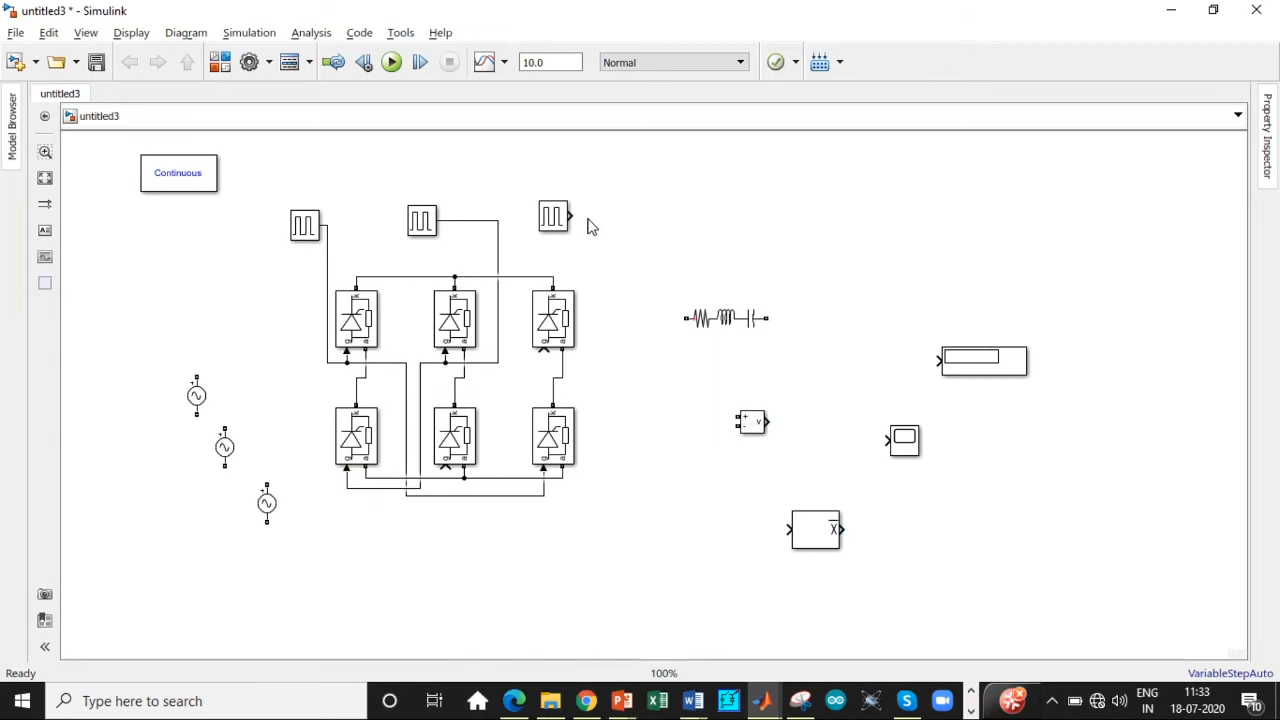 untitled3 * - Simulink
File Edit View Display Diagram Simulation Analysis Code Tools Help
10.0 Normal
untitled3
untitled3
Model Browser
Property Inspector
Continuous
k k k
g a g a g a
k k k
g a g a g a
+
-
v
+
+
+
X
Ready 100% VariableStepAuto
Type here to search
ENG
IN
11:33
18-07-2020
10